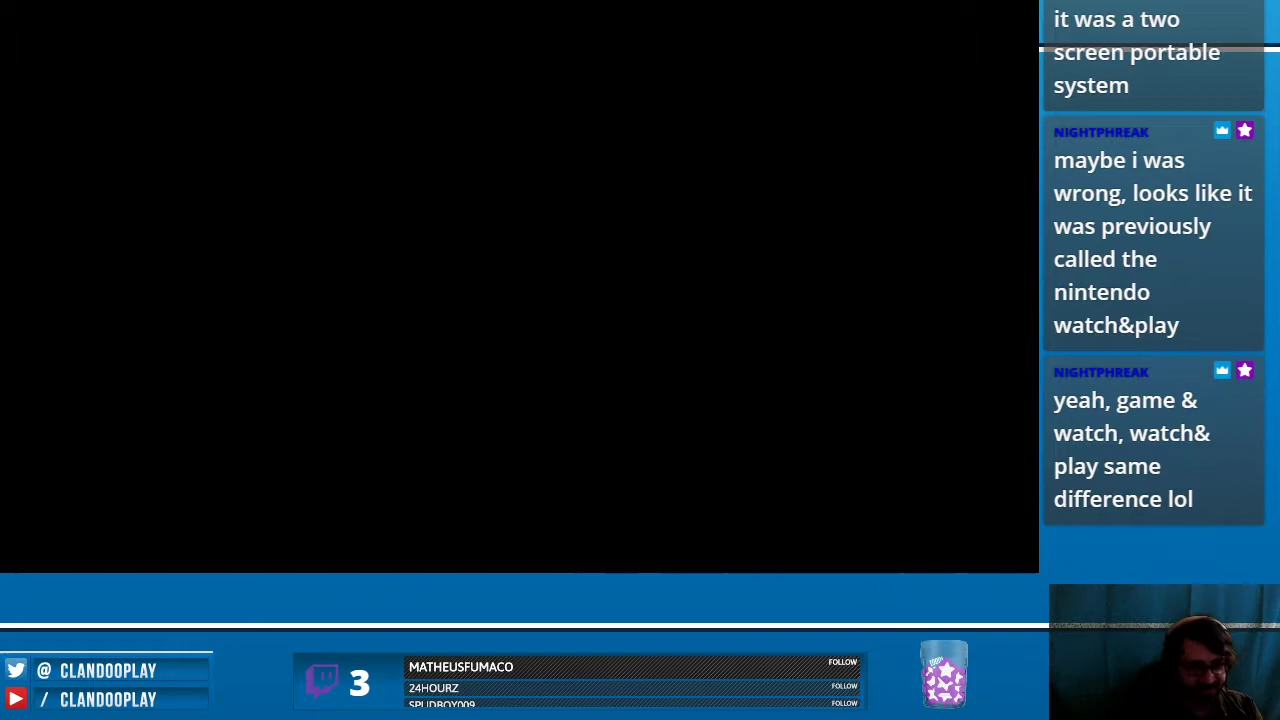 it was a two
screen portable
system
NIGHTPHREAK
maybe i was
wrong, looks like it
was previously
called the
nintendo
watch&play
NIGHTPHREAK
yeah, game &
watch, watch&
play same
difference lol
@ CLANDOOPLAY
/ CLANDOOPLAY
3
MATHEUSFUMACO FOLLOW
24HOURZ FOLLOW
SPUDBOY009 FOLLOW